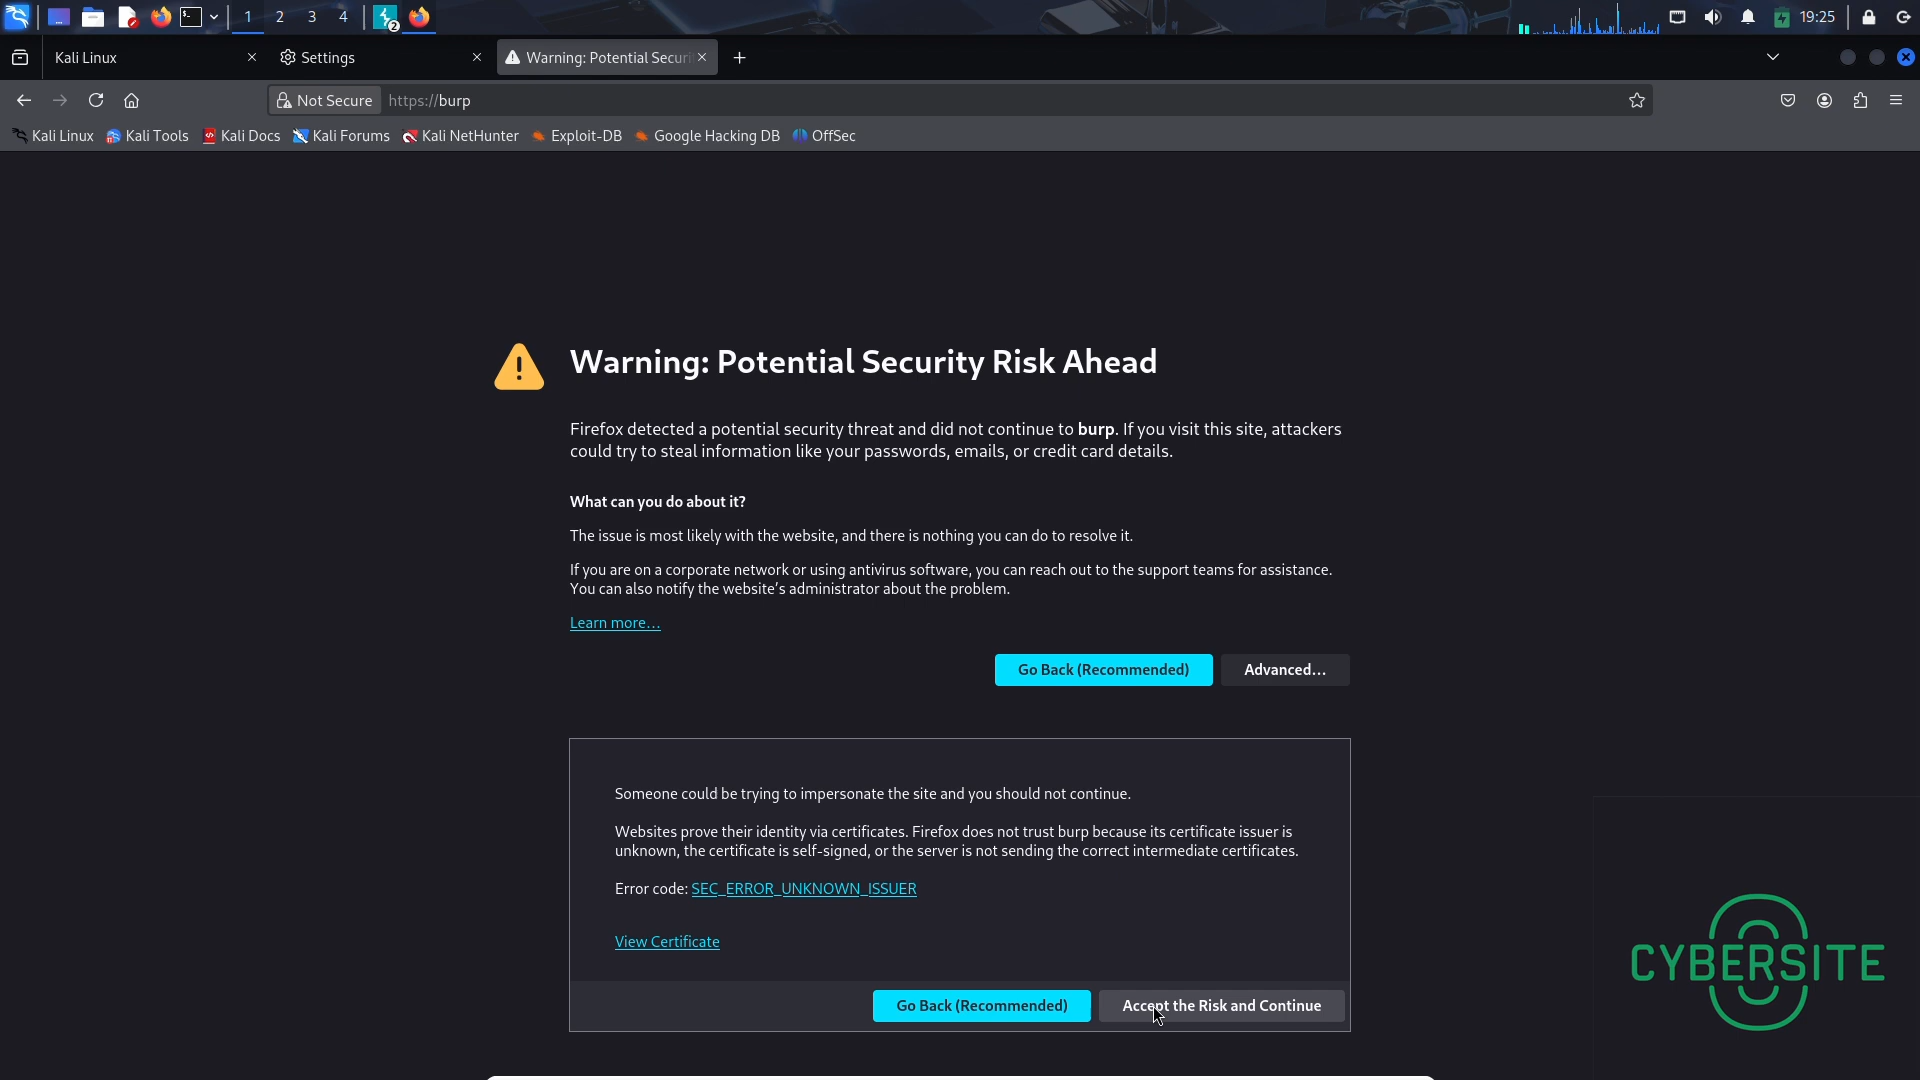 1 2 3 4 2 19:25
Kali Linux Settings Warning: Potential Securi
Not Secure https://burp
Kali Linux Kali Tools Kali Docs Kali Forums Kali NetHunter Exploit-DB Google Hacking DB OffSec
Warning: Potential Security Risk Ahead
Firefox detected a potential security threat and did not continue to burp. If you visit this site, attackers
could try to steal information like your passwords, emails, or credit card details.
What can you do about it?
The issue is most likely with the website, and there is nothing you can do to resolve it.
If you are on a corporate network or using antivirus software, you can reach out to the support teams for assistance.
You can also notify the website’s administrator about the problem.
Learn more…
Go Back (Recommended) Advanced…
Someone could be trying to impersonate the site and you should not continue.
Websites prove their identity via certificates. Firefox does not trust burp because its certificate issuer is
unknown, the certificate is self-signed, or the server is not sending the correct intermediate certificates.
Error code: SEC_ERROR_UNKNOWN_ISSUER
View Certificate
Go Back (Recommended) Accept the Risk and Continue
CYBERSITE